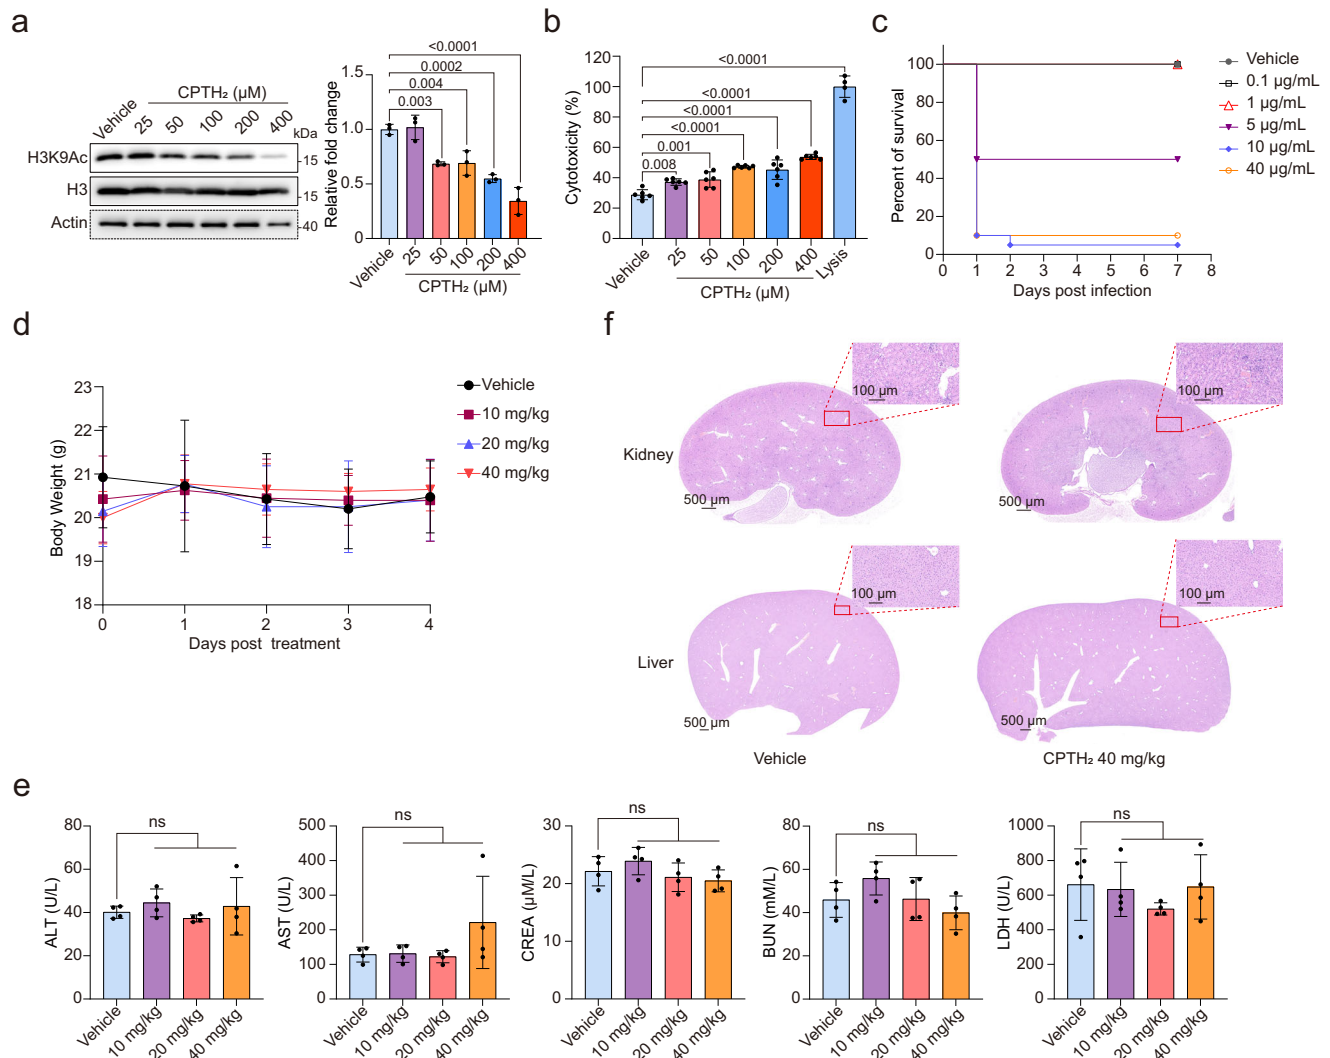 a
CPTH₂ (µM)
Vehicle
25
50
100
200
400
kDa
H3K9Ac
-15
H3
-15
Actin
-40
Relative fold change
1.5
1.0
0.5
0
<0.0001
0.0002
0.004
0.003
Vehicle
25
50
100
200
400
CPTH₂ (µM)
b
Cytotoxicity (%)
120
100
80
60
40
20
0
<0.0001
<0.0001
<0.0001
<0.0001
0.001
0.008
Vehicle
25
50
100
200
400
Lysis
CPTH₂ (µM)
c
Percent of survival
100
80
60
40
20
0
0 1 2 3 4 5 6 7 8
Days post infection
Vehicle
0.1 µg/mL
1 µg/mL
5 µg/mL
10 µg/mL
40 µg/mL
d
Body Weight (g)
23
22
21
20
19
18
0 1 2 3 4
Days post treatment
Vehicle
10 mg/kg
20 mg/kg
40 mg/kg
f
Kidney
100 µm
500 µm
100 µm
500 µm
Liver
100 µm
500 µm
100 µm
500 µm
Vehicle
CPTH₂ 40 mg/kg
e
ALT (U/L)
80
60
40
20
0
ns
Vehicle
10 mg/kg
20 mg/kg
40 mg/kg
AST (U/L)
500
400
300
200
100
0
ns
Vehicle
10 mg/kg
20 mg/kg
40 mg/kg
CREA (µM/L)
30
20
10
0
ns
Vehicle
10 mg/kg
20 mg/kg
40 mg/kg
BUN (mM/L)
80
60
40
20
0
ns
Vehicle
10 mg/kg
20 mg/kg
40 mg/kg
LDH (U/L)
1000
800
600
400
200
0
ns
Vehicle
10 mg/kg
20 mg/kg
40 mg/kg